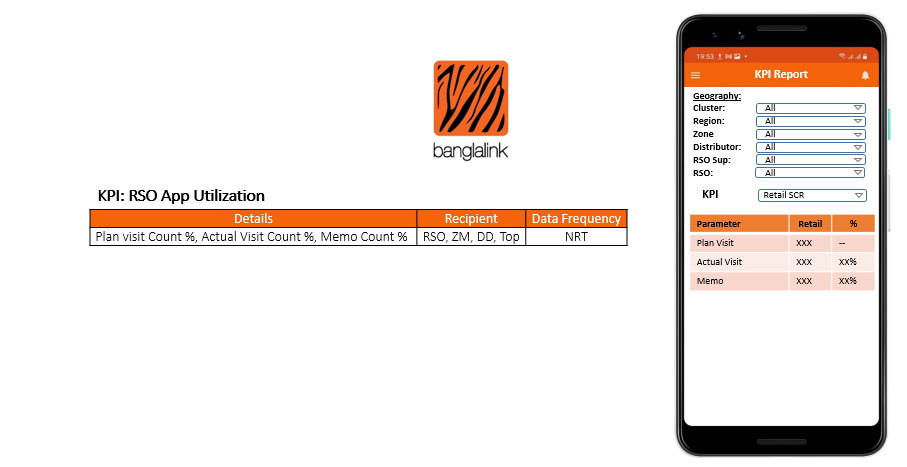 banglalink
KPI: RSO App Utilization
Details Recipient Data Frequency
Plan visit Count %, Actual Visit Count %, Memo Count % RSO, ZM, DD, Top NRT
19:53
KPI Report
Geography:
Cluster: All
Region: All
Zone All
Distributor: All
RSO Sup: All
RSO: All
KPI Retail SCR
Parameter Retail %
Plan Visit XXX --
Actual Visit XXX XX%
Memo XXX XX%